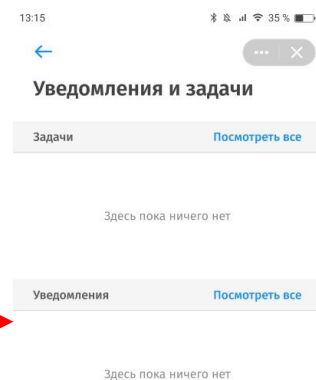 13:15
35 %
Уведомления и задачи
Задачи Посмотреть все
Здесь пока ничего нет
Уведомления Посмотреть все
Здесь пока ничего нет